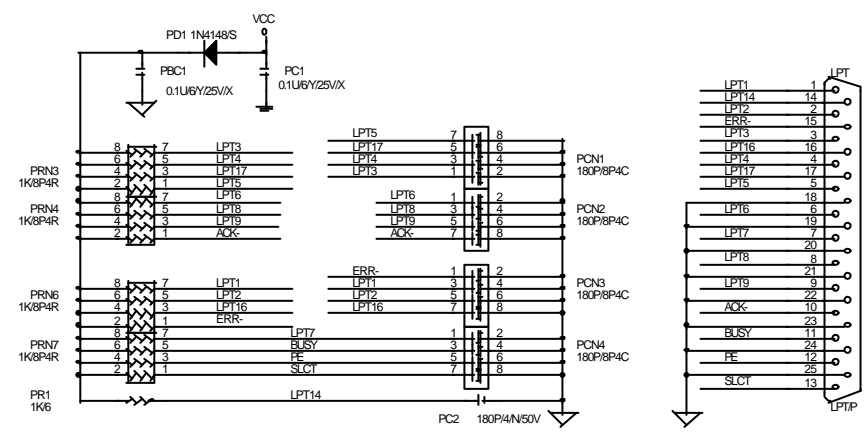 VCC
PD1 1N4148/S
PBC1
0.1U/6/Y/25V/X
PC1
0.1U/6/Y/25V/X
PRN3
1K/8P4R
8 7 LPT3
6 5 LPT4
4 3 LPT17
2 1 LPT5
PRN4
1K/8P4R
8 7 LPT6
6 5 LPT8
4 3 LPT9
2 1 ACK-
PRN6
1K/8P4R
8 7 LPT1
6 5 LPT2
4 3 LPT16
2 1 ERR-
PRN7
1K/8P4R
8 7 LPT7 1 2
6 5 BUSY 3 4
4 3 PE 5 6
2 1 SLCT 7 8
PCN4
180P/8P4C
PR1
1K/6
LPT14
PC2 180P/4/N/50V
LPT5 7 8
LPT17 5 6
LPT4 3 4
LPT3 1 2
PCN1
180P/8P4C
LPT6 1 2
LPT8 3 4
LPT9 5 6
ACK- 7 8
PCN2
180P/8P4C
ERR- 1 2
LPT1 3 4
LPT2 5 6
LPT16 7 8
PCN3
180P/8P4C
LPT
LPT1 1
LPT14 14
LPT2 2
ERR- 15
LPT3 3
LPT16 16
LPT4 4
LPT17 17
LPT5 5
18
LPT6 6
19
LPT7 7
20
LPT8 8
21
LPT9 9
22
ACK- 10
23
BUSY 11
24
PE 12
25
SLCT 13
LPT/P